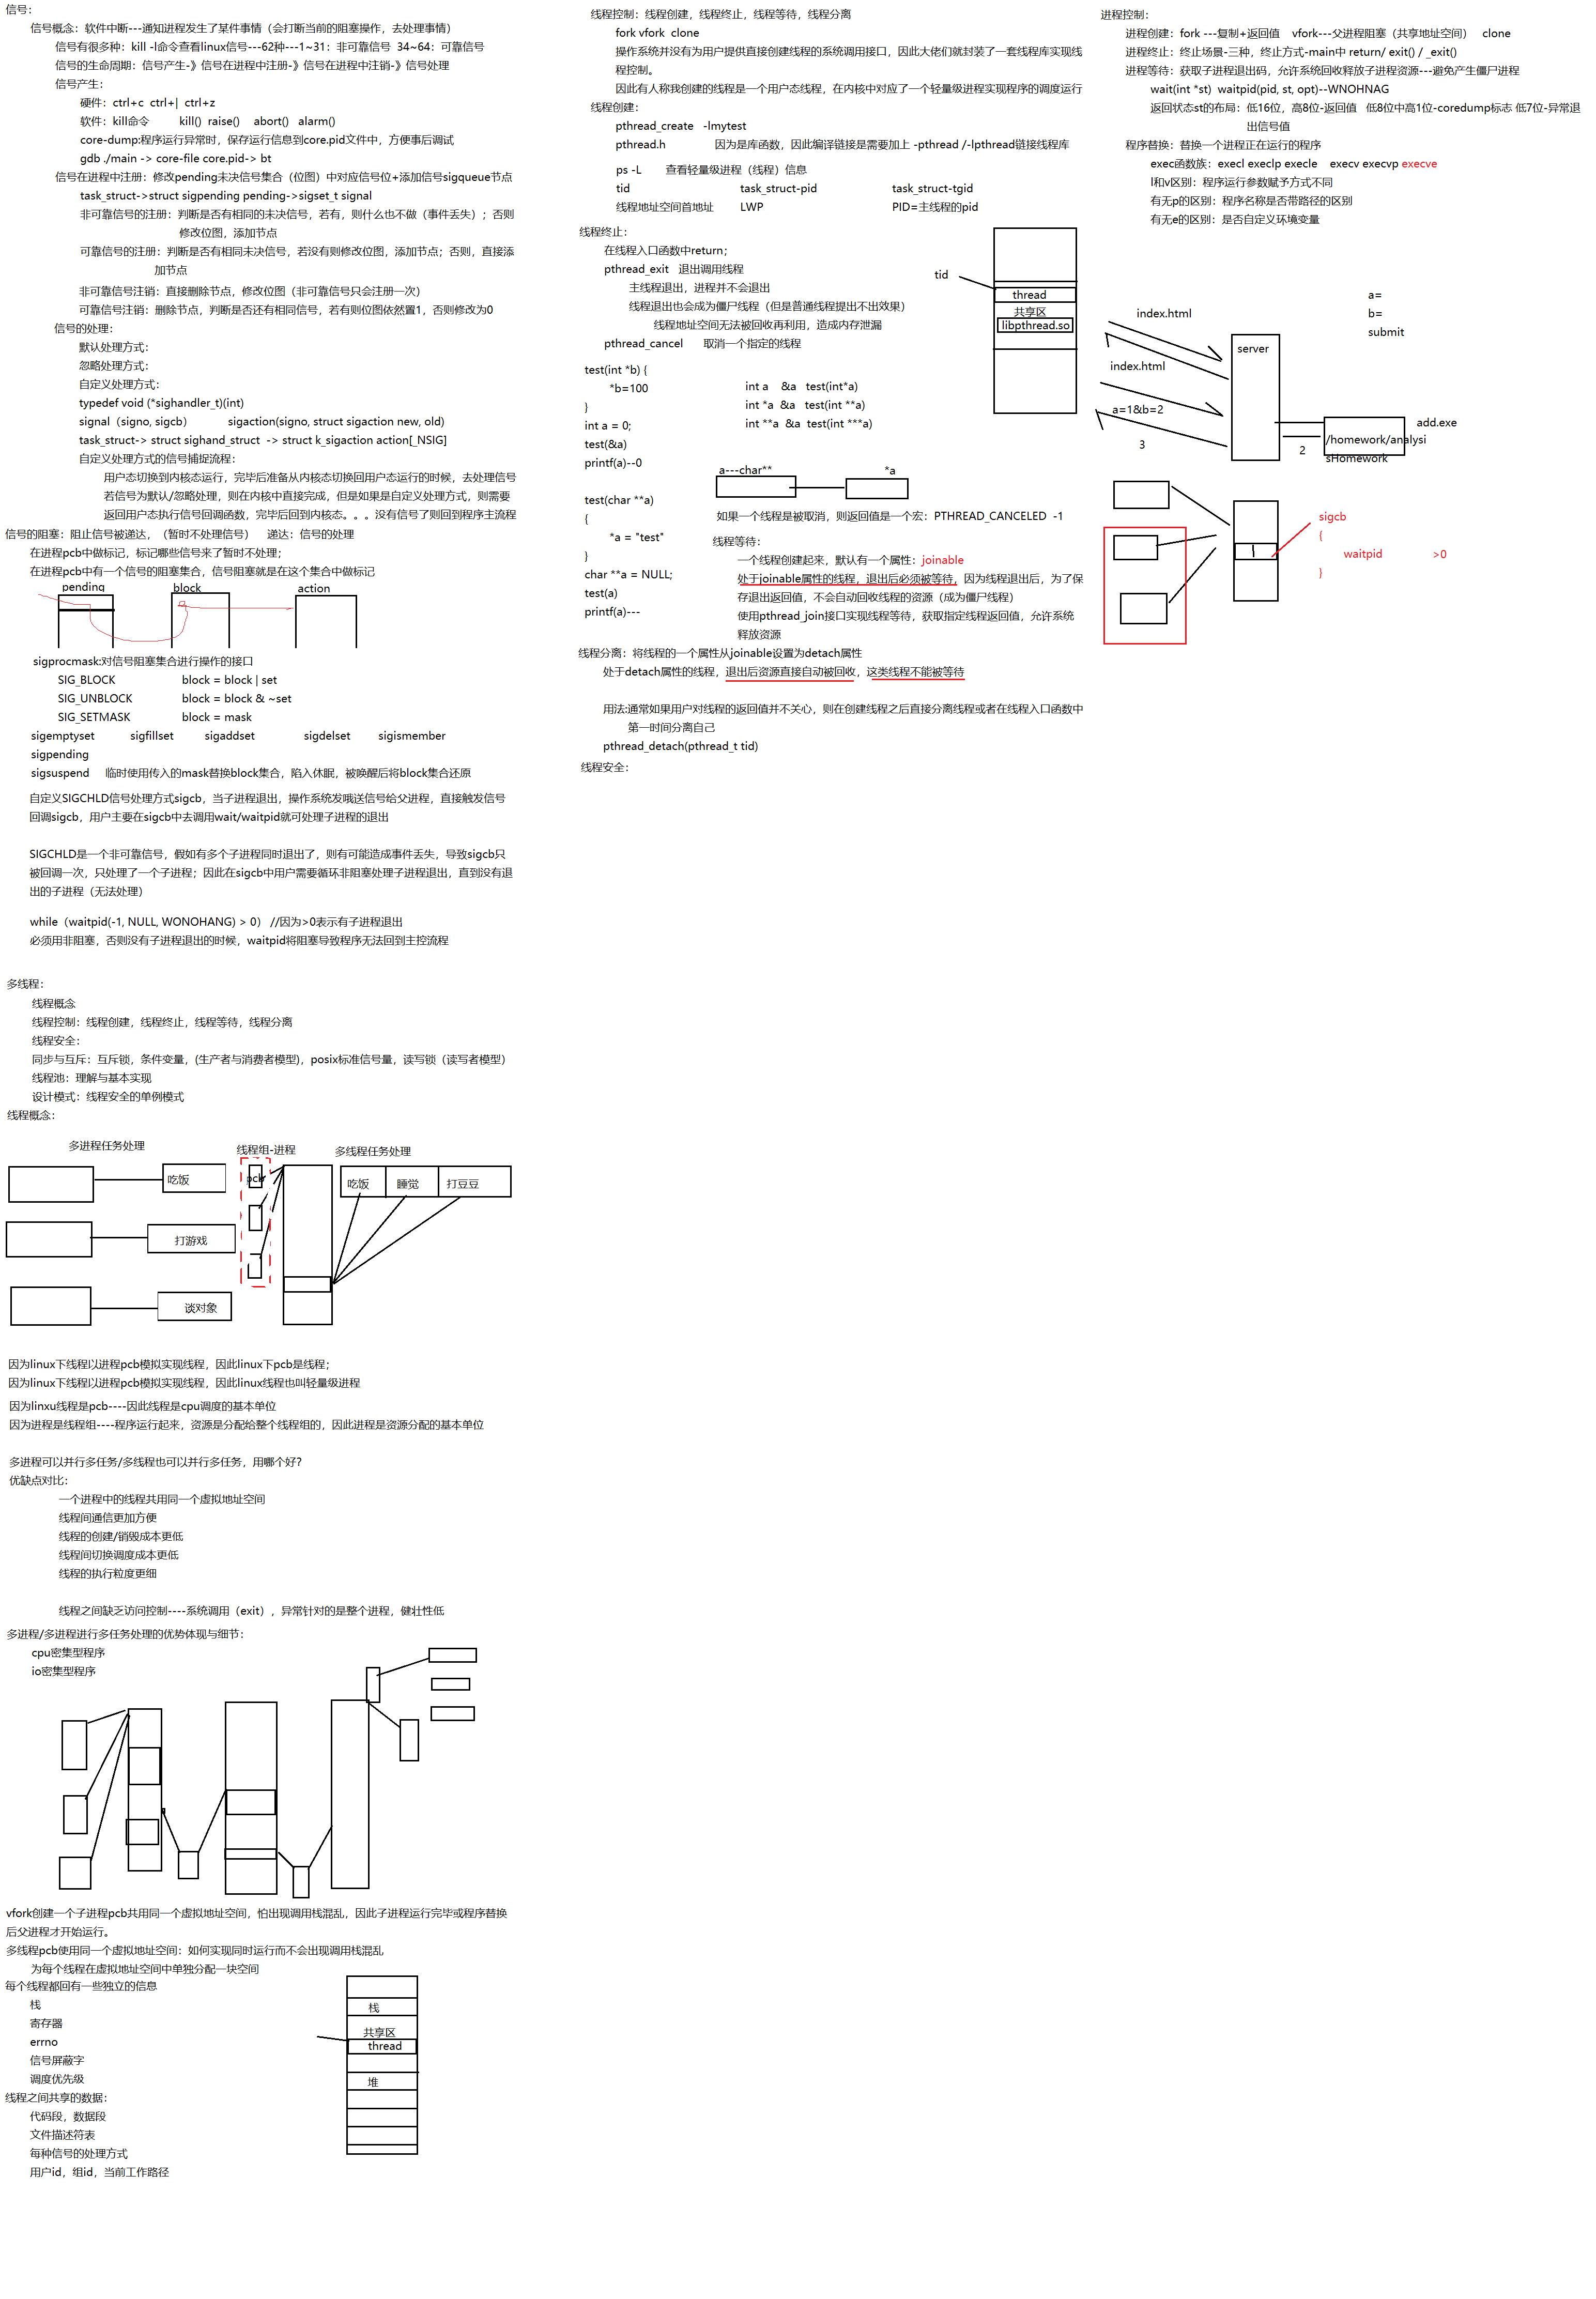 信号：
信号概念：软件中断---通知进程发生了某件事情（会打断当前的阻塞操作，去处理事情）
信号有很多种：kill -l命令查看linux信号---62种---1~31：非可靠信号 34~64：可靠信号
信号的生命周期：信号产生-》信号在进程中注册-》信号在进程中注销-》信号处理
信号产生：
硬件：ctrl+c ctrl+| ctrl+z
软件：kill命令 kill() raise() abort() alarm()
core-dump:程序运行异常时，保存运行信息到core.pid文件中，方便事后调试
gdb ./main -> core-file core.pid-> bt
信号在进程中注册：修改pending未决信号集合（位图）中对应信号位+添加信号sigqueue节点
task_struct->struct sigpending pending->sigset_t signal
非可靠信号的注册：判断是否有相同的未决信号，若有，则什么也不做（事件丢失）；否则
修改位图，添加节点
可靠信号的注册：判断是否有相同未决信号，若没有则修改位图，添加节点；否则，直接添
加节点
非可靠信号注销：直接删除节点，修改位图（非可靠信号只会注册一次）
可靠信号注销：删除节点，判断是否还有相同信号，若有则位图依然置1，否则修改为0
信号的处理：
默认处理方式：
忽略处理方式：
自定义处理方式：
typedef void (*sighandler_t)(int)
signal（signo, sigcb） sigaction(signo, struct sigaction new, old)
task_struct-> struct sighand_struct -> struct k_sigaction action[_NSIG]
自定义处理方式的信号捕捉流程：
用户态切换到内核态运行，完毕后准备从内核态切换回用户态运行的时候，去处理信号
若信号为默认/忽略处理，则在内核中直接完成，但是如果是自定义处理方式，则需要
返回用户态执行信号回调函数，完毕后回到内核态。。。没有信号了则回到程序主流程
信号的阻塞：阻止信号被递达，（暂时不处理信号） 递达：信号的处理
在进程pcb中做标记，标记哪些信号来了暂时不处理；
在进程pcb中有一个信号的阻塞集合，信号阻塞就是在这个集合中做标记
pending block action
sigprocmask:对信号阻塞集合进行操作的接口
SIG_BLOCK block = block | set
SIG_UNBLOCK block = block & ~set
SIG_SETMASK block = mask
sigemptyset sigfillset sigaddset sigdelset sigismember
sigpending
sigsuspend 临时使用传入的mask替换block集合，陷入休眠，被唤醒后将block集合还原
自定义SIGCHLD信号处理方式sigcb，当子进程退出，操作系统发哦送信号给父进程，直接触发信号
回调sigcb，用户主要在sigcb中去调用wait/waitpid就可处理子进程的退出
SIGCHLD是一个非可靠信号，假如有多个子进程同时退出了，则有可能造成事件丢失，导致sigcb只
被回调一次，只处理了一个子进程；因此在sigcb中用户需要循环非阻塞处理子进程退出，直到没有退
出的子进程（无法处理）
while（waitpid(-1, NULL, WONOHANG) > 0） //因为>0表示有子进程退出
必须用非阻塞，否则没有子进程退出的时候，waitpid将阻塞导致程序无法回到主控流程
多线程：
线程概念
线程控制：线程创建，线程终止，线程等待，线程分离
线程安全：
同步与互斥：互斥锁，条件变量，(生产者与消费者模型)，posix标准信号量，读写锁（读写者模型）
线程池：理解与基本实现
设计模式：线程安全的单例模式
线程概念：
多进程任务处理 线程组-进程 多线程任务处理
吃饭 pcb 吃饭 睡觉 打豆豆
打游戏
谈对象
因为linux下线程以进程pcb模拟实现线程，因此linux下pcb是线程；
因为linux下线程以进程pcb模拟实现线程，因此linux线程也叫轻量级进程
因为linxu线程是pcb----因此线程是cpu调度的基本单位
因为进程是线程组----程序运行起来，资源是分配给整个线程组的，因此进程是资源分配的基本单位
多进程可以并行多任务/多线程也可以并行多任务，用哪个好？
优缺点对比：
一个进程中的线程共用同一个虚拟地址空间
线程间通信更加方便
线程的创建/销毁成本更低
线程间切换调度成本更低
线程的执行粒度更细
线程之间缺乏访问控制----系统调用（exit），异常针对的是整个进程，健壮性低
多进程/多进程进行多任务处理的优势体现与细节：
cpu密集型程序
io密集型程序
vfork创建一个子进程pcb共用同一个虚拟地址空间，怕出现调用栈混乱，因此子进程运行完毕或程序替换
后父进程才开始运行。
多线程pcb使用同一个虚拟地址空间：如何实现同时运行而不会出现调用栈混乱
为每个线程在虚拟地址空间中单独分配一块空间
每个线程都回有一些独立的信息
栈
寄存器
errno
信号屏蔽字
调度优先级
线程之间共享的数据：
代码段，数据段
文件描述符表
每种信号的处理方式
用户id，组id，当前工作路径
栈
共享区
thread
堆
线程控制：线程创建，线程终止，线程等待，线程分离
fork vfork clone
操作系统并没有为用户提供直接创建线程的系统调用接口，因此大佬们就封装了一套线程库实现线
程控制。
因此有人称我创建的线程是一个用户态线程，在内核中对应了一个轻量级进程实现程序的调度运行
线程创建：
pthread_create -lmytest
pthread.h 因为是库函数，因此编译链接是需要加上 -pthread /-lpthread链接线程库
ps -L 查看轻量级进程（线程）信息
tid task_struct-pid task_struct-tgid
线程地址空间首地址 LWP PID=主线程的pid
线程终止：
在线程入口函数中return；
pthread_exit 退出调用线程
主线程退出，进程并不会退出
线程退出也会成为僵尸线程（但是普通线程提出不出效果）
线程地址空间无法被回收再利用，造成内存泄漏
pthread_cancel 取消一个指定的线程
tid
thread
共享区
libpthread.so
test(int *b) {
*b=100
}
int a = 0;
test(&a)
printf(a)--0
int a &a test(int*a)
int *a &a test(int **a)
int **a &a test(int ***a)
test(char **a)
{
*a = "test"
}
char **a = NULL;
test(a)
printf(a)---
a---char** *a
如果一个线程是被取消，则返回值是一个宏：PTHREAD_CANCELED -1
线程等待：
一个线程创建起来，默认有一个属性：joinable
处于joinable属性的线程，退出后必须被等待，因为线程退出后，为了保
存退出返回值，不会自动回收线程的资源（成为僵尸线程）
使用pthread_join接口实现线程等待，获取指定线程返回值，允许系统
释放资源
线程分离：将线程的一个属性从joinable设置为detach属性
处于detach属性的线程，退出后资源直接自动被回收，这类线程不能被等待
用法:通常如果用户对线程的返回值并不关心，则在创建线程之后直接分离线程或者在线程入口函数中
第一时间分离自己
pthread_detach(pthread_t tid)
线程安全：
进程控制：
进程创建：fork ---复制+返回值 vfork---父进程阻塞（共享地址空间） clone
进程终止：终止场景-三种，终止方式-main中 return/ exit() / _exit()
进程等待：获取子进程退出码，允许系统回收释放子进程资源---避免产生僵尸进程
wait(int *st) waitpid(pid, st, opt)--WNOHNAG
返回状态st的布局：低16位，高8位-返回值 低8位中高1位-coredump标志 低7位-异常退
出信号值
程序替换：替换一个进程正在运行的程序
exec函数族：execl execlp execle execv execvp execve
l和v区别：程序运行参数赋予方式不同
有无p的区别：程序名称是否带路径的区别
有无e的区别：是否自定义环境变量
a=
b=
submit
index.html
server
index.html
a=1&b=2
3
2
add.exe
/homework/analysi
sHomework
sigcb
{
waitpid >0
}